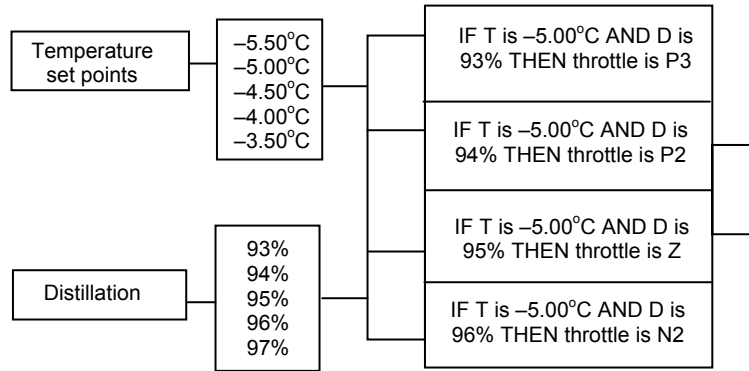 Temperature
set points
–5.50°C
–5.00°C
–4.50°C
–4.00°C
–3.50°C
IF T is –5.00°C AND D is
93% THEN throttle is P3
IF T is –5.00°C AND D is
94% THEN throttle is P2
IF T is –5.00°C AND D is
95% THEN throttle is Z
IF T is –5.00°C AND D is
96% THEN throttle is N2
Distillation
93%
94%
95%
96%
97%